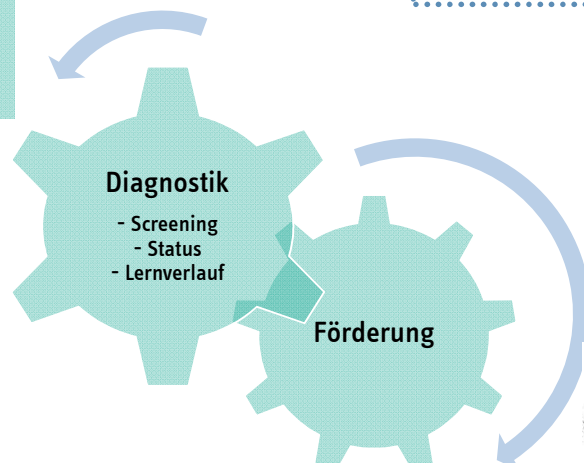 Diagnostik
- Screening
- Status
- Lernverlauf
Förderung